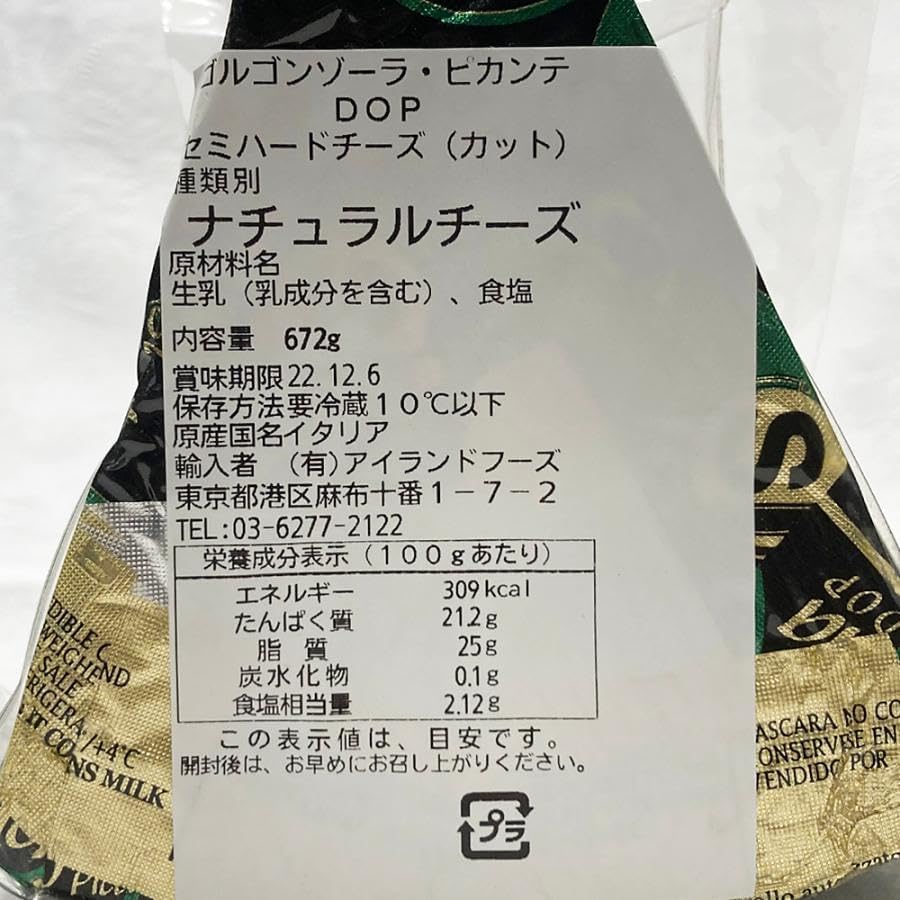 ゴルゴンゾーラ・ピカンテ
DOP
セミハードチーズ（カット）
種類別
ナチュラルチーズ
原材料名
生乳（乳成分を含む）、食塩
内容量 672g
賞味期限22.12.6
保存方法要冷蔵１０℃以下
原産国名イタリア
輸入者 （有）アイランドフーズ
東京都港区麻布十番１－７－２
TEL:03-6277-2122
栄養成分表示（１００ｇあたり）
エネルギー 309kcal
たんぱく質 21.2g
脂質 25g
炭水化物 0.1g
食塩相当量 2.12g
この表示値は、目安です。
開封後は、お早めにお召し上がりください。
プラ
WEIGHEND
SALE
/+4°C
MILK
NO CO
EN
POR
DOP